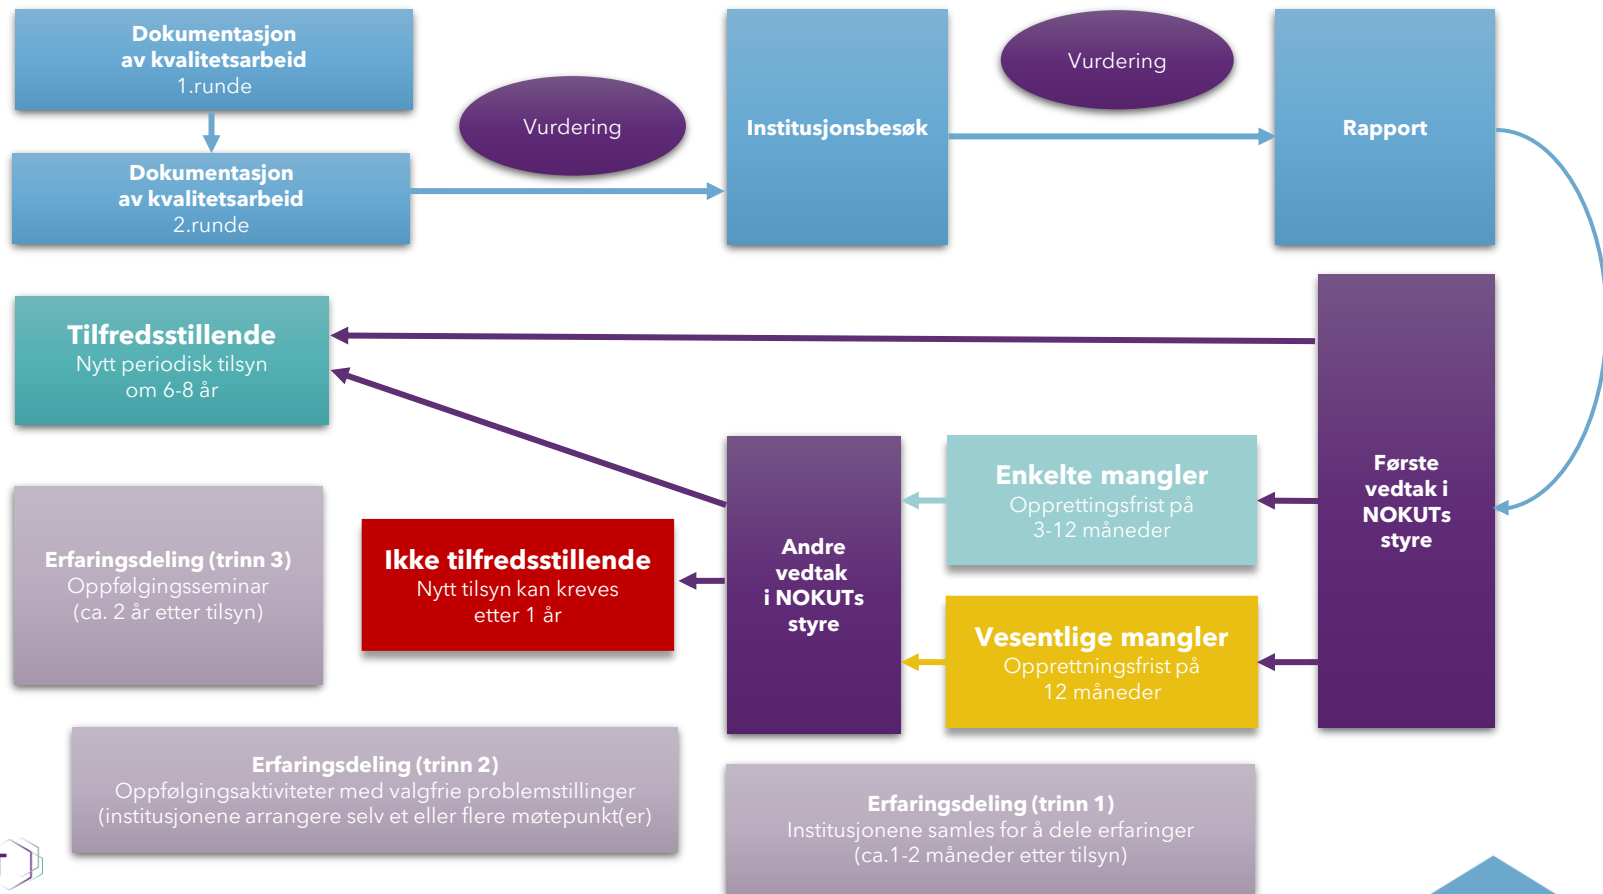 Dokumentasjon
av kvalitetsarbeid
1.runde
Dokumentasjon
av kvalitetsarbeid
2.runde
Vurdering
Institusjonsbesøk
Vurdering
Rapport
Tilfredsstillende
Nytt periodisk tilsyn
om 6-8 år
Første
vedtak i
NOKUTs
styre
Enkelte mangler
Opprettingsfrist på
3-12 måneder
Andre
vedtak
i NOKUTs
styre
Ikke tilfredsstillende
Nytt tilsyn kan kreves
etter 1 år
Vesentlige mangler
Opprettningsfrist på
12 måneder
Erfaringsdeling (trinn 3)
Oppfølgingsseminar
(ca. 2 år etter tilsyn)
Erfaringsdeling (trinn 2)
Oppfølgingsaktiviteter med valgfrie problemstillinger
(institusjonene arrangere selv et eller flere møtepunkt(er)
Erfaringsdeling (trinn 1)
Institusjonene samles for å dele erfaringer
(ca.1-2 måneder etter tilsyn)
T